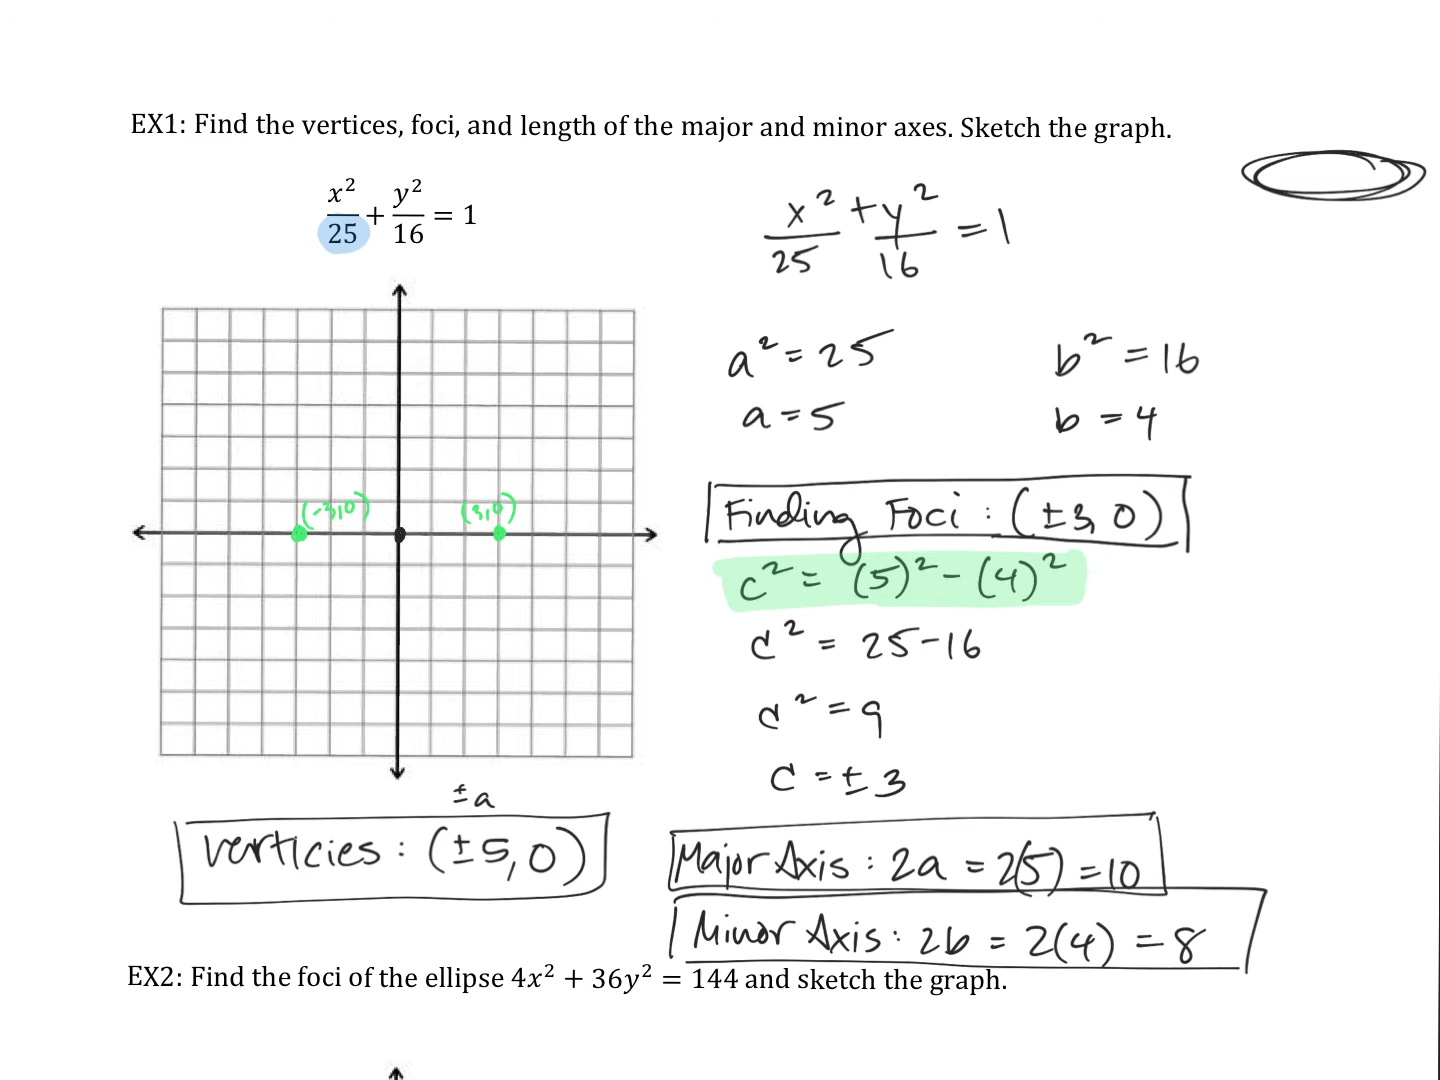 EX1: Find the vertices, foci, and length of the major and minor axes. Sketch the graph.
x²/25 + y²/16 = 1
x²/25 + y²/16 = 1
a² = 25
b² = 16
a = 5
b = 4
(-3,0)
(3,0)
Finding Foci : (±3, 0)
c² = (5)² - (4)²
c² = 25-16
c² = 9
c = ±3
±a
verticies : (±5, 0)
Major Axis : 2a = 2(5) = 10
Minor Axis : 2b = 2(4) = 8
EX2: Find the foci of the ellipse 4x² + 36y² = 144 and sketch the graph.